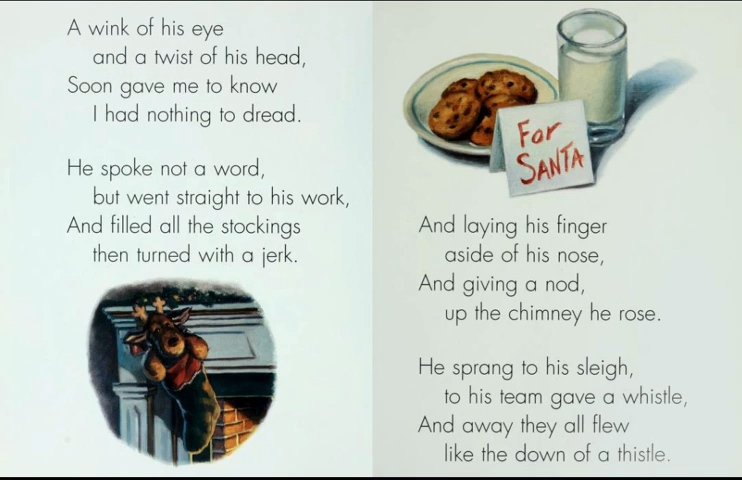 A wink of his eye
and a twist of his head,
Soon gave me to know
I had nothing to dread.
He spoke not a word,
but went straight to his work,
And filled all the stockings
then turned with a jerk.
For
SANTA
And laying his finger
aside of his nose,
And giving a nod,
up the chimney he rose.
He sprang to his sleigh,
to his team gave a whistle,
And away they all flew
like the down of a thistle.